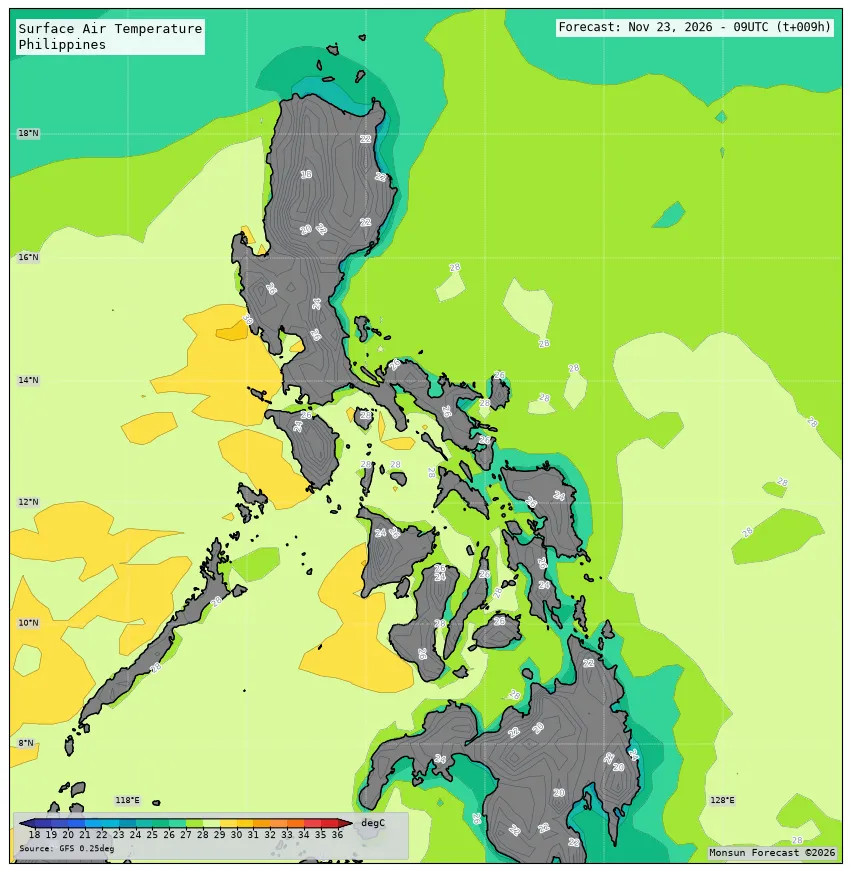 Surface Air Temperature
Philippines
Forecast: Nov 23, 2026 - 09UTC (t+009h)
18°N
16°N
14°N
12°N
10°N
8°N
118°E
128°E
18 19 20 21 22 23 24 25 26 27 28 29 30 31 32 33 34 35 36 degC
Source: GFS 0.25deg
Monsun Forecast ©2026